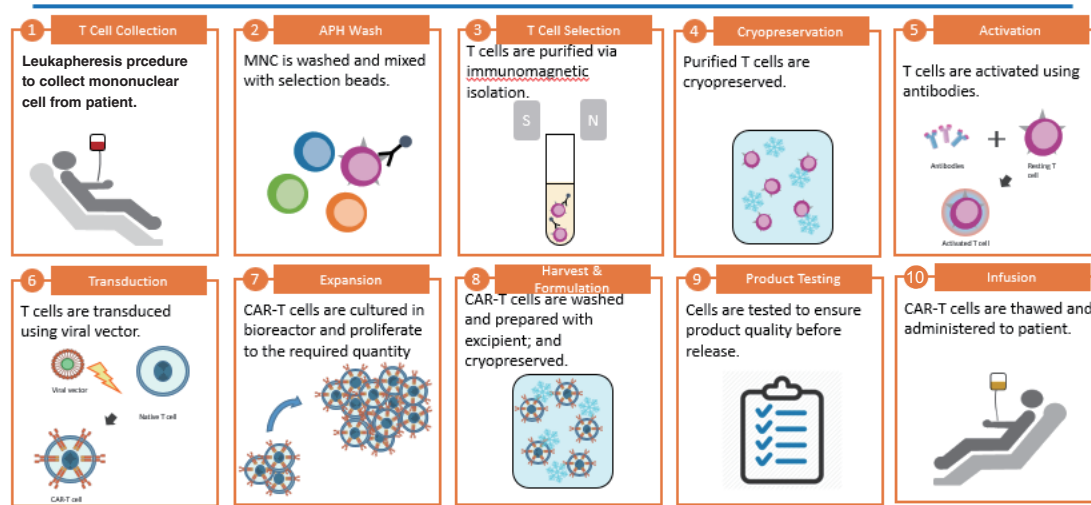 1 T Cell Collection
Leukapheresis prcedure
to collect mononuclear
cell from patient.
2 APH Wash
MNC is washed and mixed
with selection beads.
3 T Cell Selection
T cells are purified via
immunomagnetic
isolation.
S N
4 Cryopreservation
Purified T cells are
cryopreserved.
5 Activation
T cells are activated using
antibodies.
Antibodies
Resting T
cell
Activated T cell
6 Transduction
T cells are transduced
using viral vector.
Viral vector
Native T cell
CAR-T cell
7 Expansion
CAR-T cells are cultured in
bioreactor and proliferate
to the required quantity
8 Harvest &
Formulation
CAR-T cells are washed
and prepared with
excipient; and
cryopreserved.
9 Product Testing
Cells are tested to ensure
product quality before
release.
10 Infusion
CAR-T cells are thawed and
administered to patient.